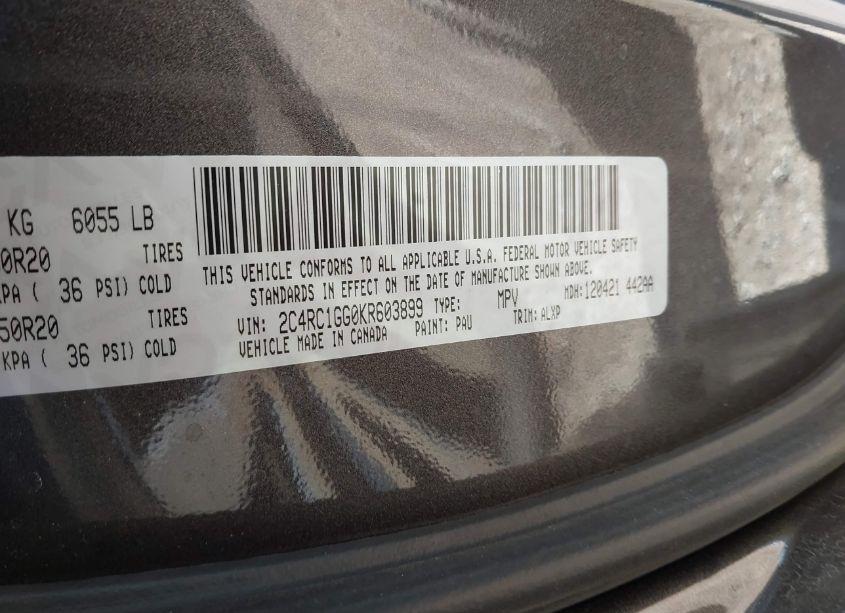 KG 6055 LB
0R20 TIRES
KPA ( 36 PSI) COLD
50R20 TIRES
KPA ( 36 PSI) COLD
THIS VEHICLE CONFORMS TO ALL APPLICABLE U.S.A. FEDERAL MOTOR VEHICLE SAFETY
STANDARDS IN EFFECT ON THE DATE OF MANUFACTURE SHOWN ABOVE.
VIN: 2C4RC1GG0KR603899 TYPE: MPV MDH: 120421 442AA
VEHICLE MADE IN CANADA PAINT: PAU TRIM: ALXP